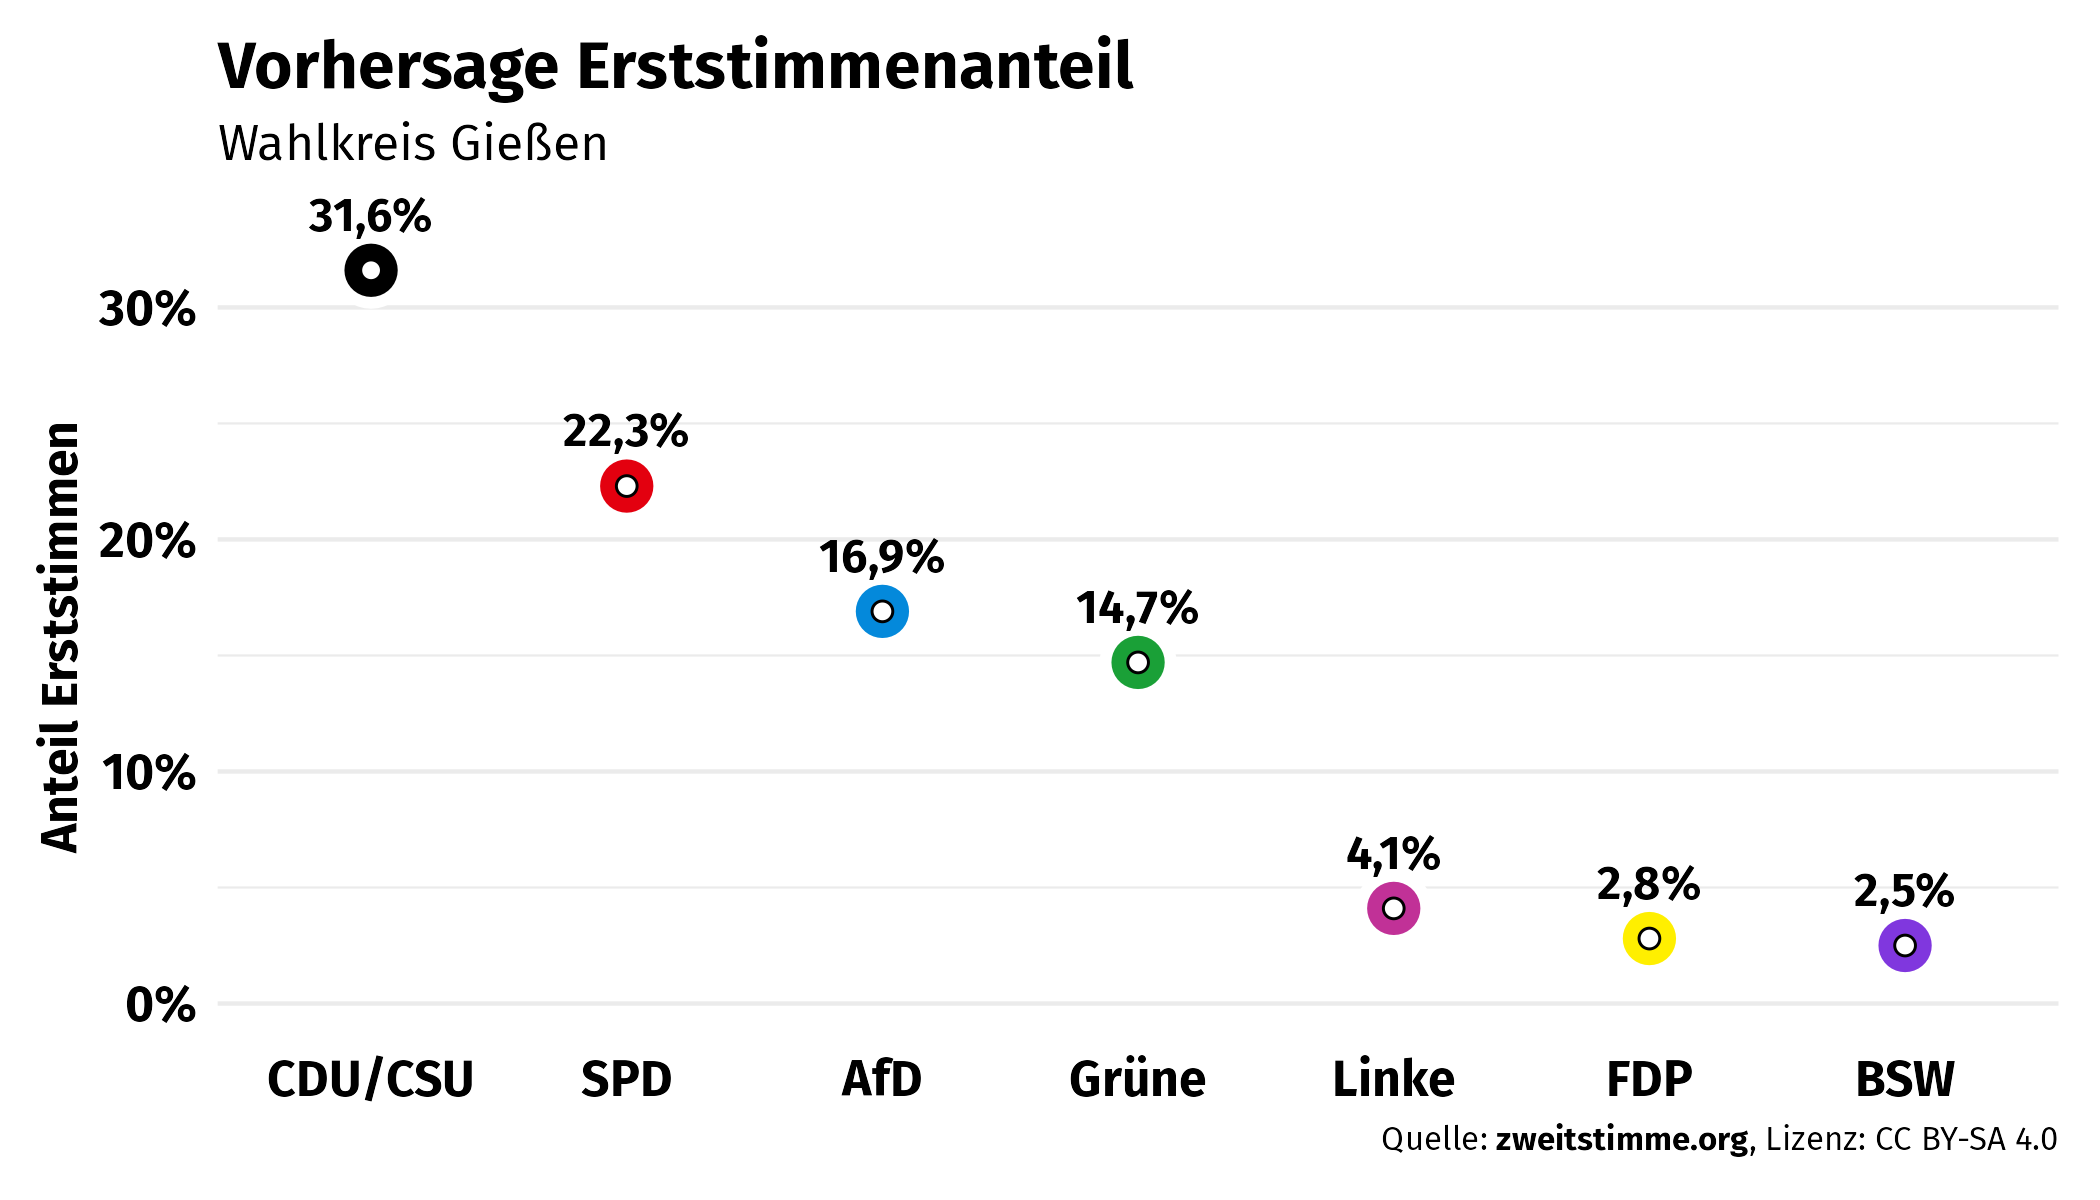 Vorhersage Erststimmenanteil
Wahlkreis Gießen
Anteil Erststimmen
30%
20%
10%
0%
31,6%
22,3%
16,9%
14,7%
4,1%
2,8%
2,5%
CDU/CSU SPD AfD Grüne Linke FDP BSW
Quelle: zweitstimme.org, Lizenz: CC BY-SA 4.0